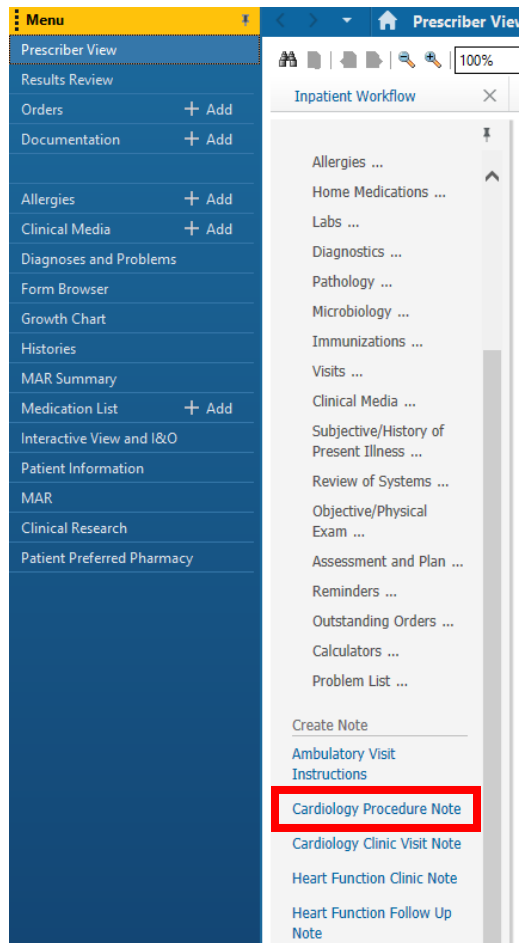 Menu
Prescriber View
Results Review
Orders + Add
Documentation + Add
Allergies + Add
Clinical Media + Add
Diagnoses and Problems
Form Browser
Growth Chart
Histories
MAR Summary
Medication List + Add
Interactive View and I&O
Patient Information
MAR
Clinical Research
Patient Preferred Pharmacy
Prescriber View
100%
Inpatient Workflow
Allergies ...
Home Medications ...
Labs ...
Diagnostics ...
Pathology ...
Microbiology ...
Immunizations ...
Visits ...
Clinical Media ...
Subjective/History of
Present Illness ...
Review of Systems ...
Objective/Physical
Exam ...
Assessment and Plan ...
Reminders ...
Outstanding Orders ...
Calculators ...
Problem List ...
Create Note
Ambulatory Visit
Instructions
Cardiology Procedure Note
Cardiology Clinic Visit Note
Heart Function Clinic Note
Heart Function Follow Up
Note